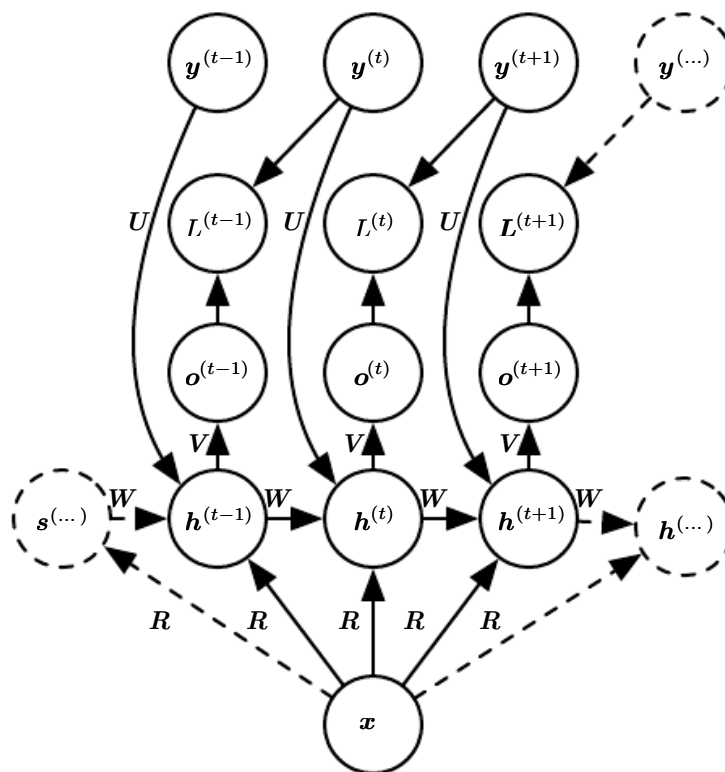 y^(t−1) y^(t) y^(t+1) y^(...)
U L^(t−1) U L^(t) U L^(t+1)
o^(t−1) o^(t) o^(t+1)
V V V
W W W W
s^(...) h^(t−1) h^(t) h^(t+1) h^(...)
R R R R R
x